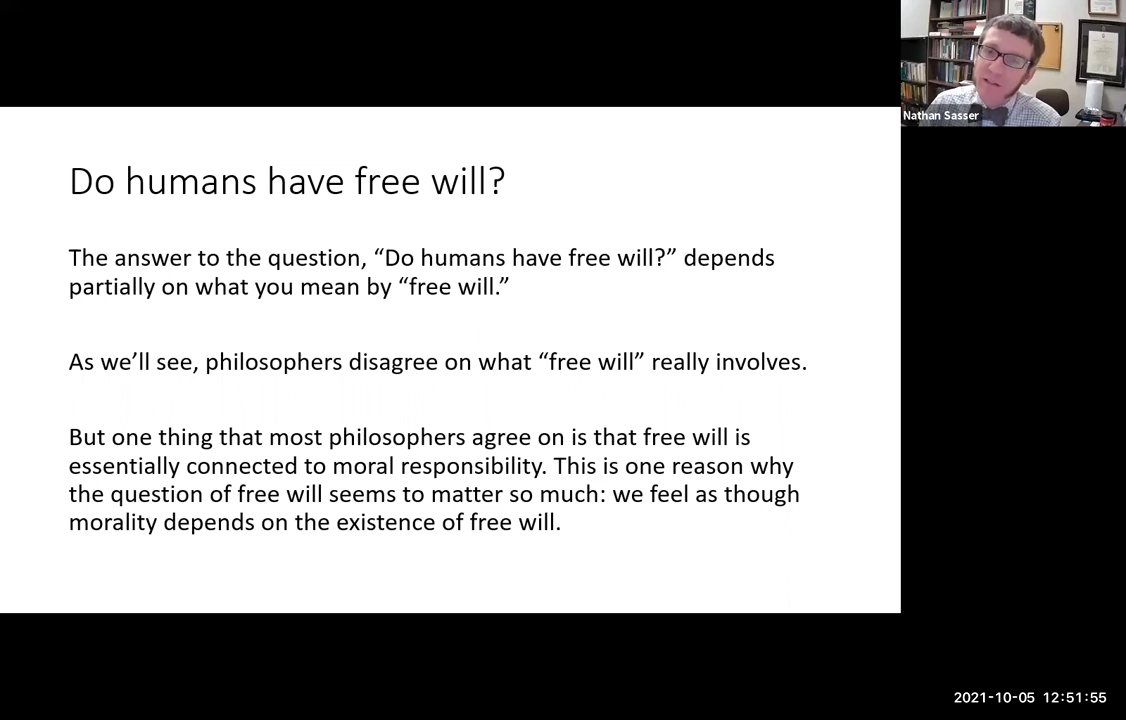 Do humans have free will?
The answer to the question, “Do humans have free will?” depends
partially on what you mean by “free will.”
As we’ll see, philosophers disagree on what “free will” really involves.
But one thing that most philosophers agree on is that free will is
essentially connected to moral responsibility. This is one reason why
the question of free will seems to matter so much: we feel as though
morality depends on the existence of free will.
Nathan Sasser
2021-10-05 12:51:55